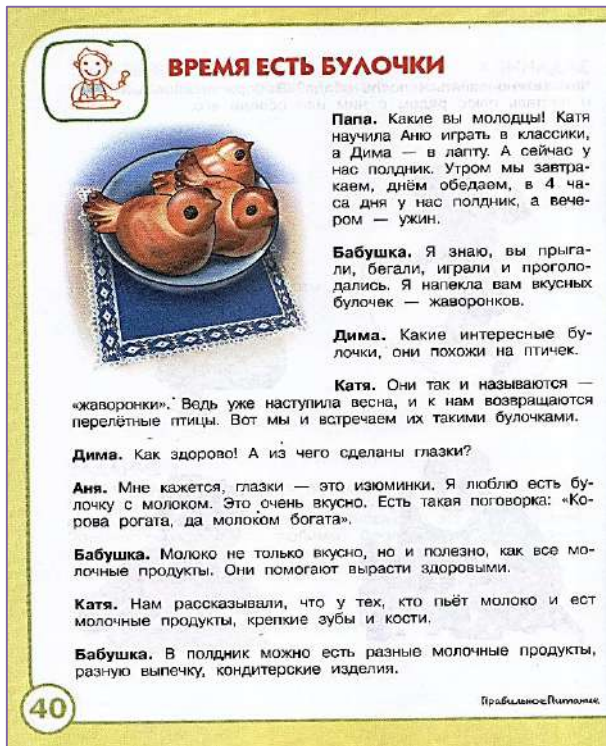 ВРЕМЯ ЕСТЬ БУЛОЧКИ
Папа. Какие вы молодцы! Катя
научила Аню играть в классики,
а Дима — в лапту. А сейчас у
нас полдник. Утром мы завтра-
каем, днём обедаем, в 4 ча-
са дня у нас полдник, а вече-
ром — ужин.
Бабушка. Я знаю, вы прыга-
ли, бегали, играли и проголо-
дались. Я напекла вам вкусных
булочек — жаворонков.
Дима. Какие интересные бу-
лочки, они похожи на птичек.
Катя. Они так и называются —
«жаворонки». Ведь уже наступила весна, и к нам возвращаются
перелётные птицы. Вот мы и встречаем их такими булочками.
Дима. Как здорово! А из чего сделаны глазки?
Аня. Мне кажется, глазки — это изюминки. Я люблю есть бу-
лочку с молоком. Это очень вкусно. Есть такая поговорка: «Ко-
рова рогата, да молоком богата».
Бабушка. Молоко не только вкусно, но и полезно, как все мо-
лочные продукты. Они помогают вырасти здоровыми.
Катя. Нам рассказывали, что у тех, кто пьёт молоко и ест
молочные продукты, крепкие зубы и кости.
Бабушка. В полдник можно есть разные молочные продукты,
разную выпечку, кондитерские изделия.
40
Правильное Питание